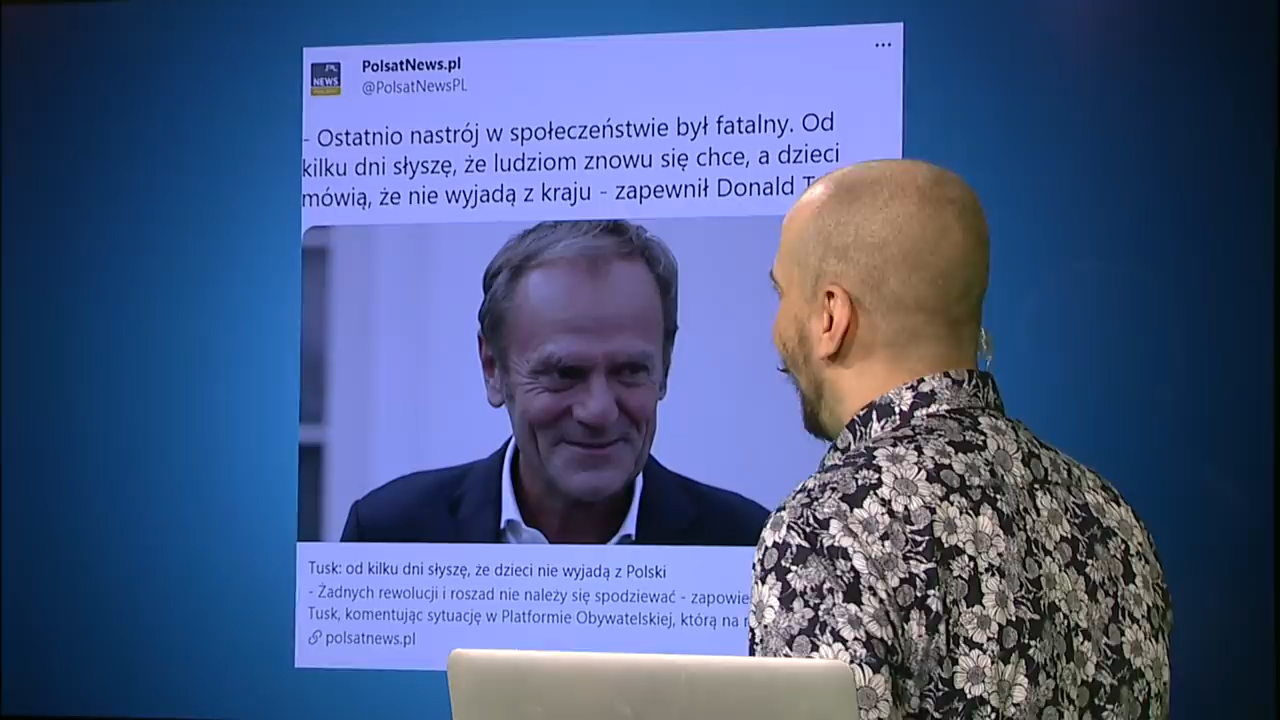 PolsatNews.pl
NEWS
@PolsatNewsPL
- Ostatnio nastrój w społeczeństwie był fatalny. Od
kilku dni słyszę, że ludziom znowu się chce, a dzieci
mówią, że nie wyjadą z kraju - zapewnił Donald
Tusk: od kilku dni słyszę, że dzieci nie wyjadą z Polski
- Żadnych rewolucji i roszad nie należy się spodziewać - zapowie
Tusk, komentując sytuację w Platformie Obywatelskiej, którą na
polsatnews.pl